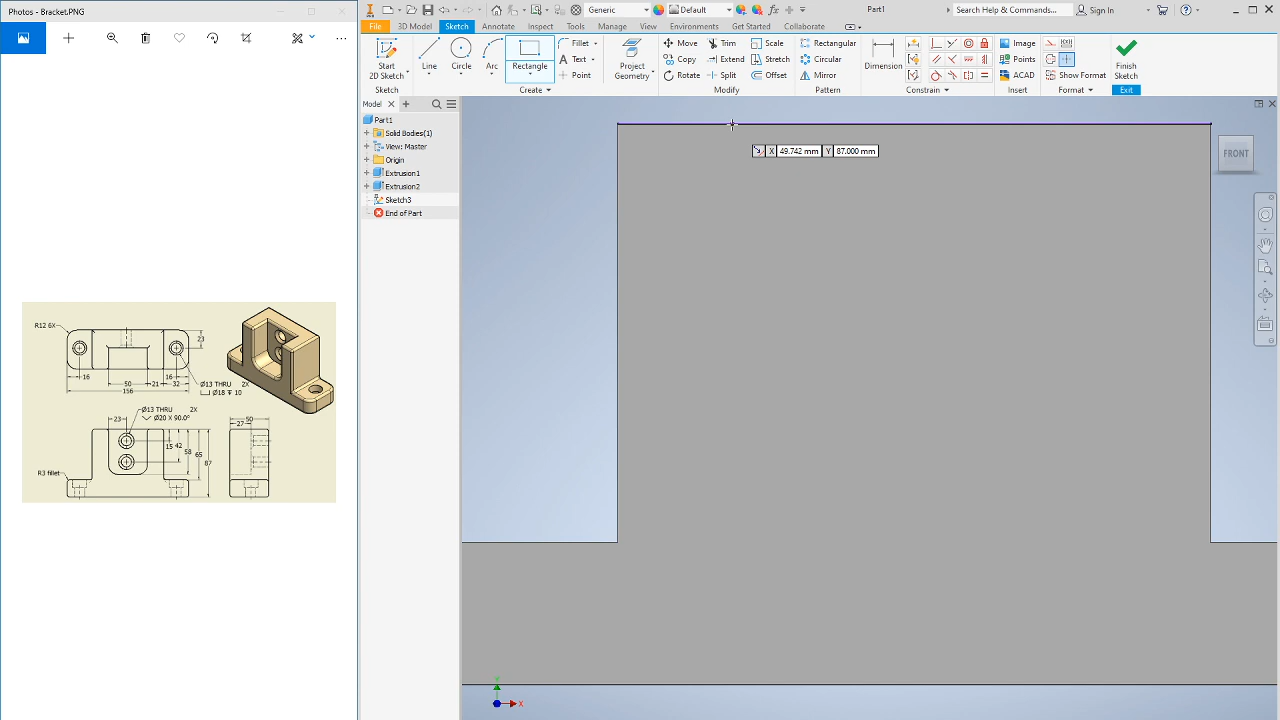 Photos - Bracket.PNG
Generic
Default
Part1
Search Help & Commands...
Sign In
File
3D Model
Sketch
Annotate
Inspect
Tools
Manage
View
Environments
Get Started
Collaborate
Start
2D Sketch
Line
Circle
Arc
Rectangle
Fillet
Text
Point
Project
Geometry
Move
Copy
Rotate
Trim
Extend
Split
Scale
Stretch
Offset
Rectangular
Circular
Mirror
Dimension
Image
Points
ACAD
Show Format
Finish
Sketch
Sketch
Create
Modify
Pattern
Constrain
Insert
Format
Exit
Model
Part1
Solid Bodies(1)
View: Master
Origin
Extrusion1
Extrusion2
Sketch3
End of Part
X 49.742 mm Y 87.000 mm
FRONT
Y
X
R12 6X
23
16
16
50
21
32
156
Ø13 THRU 2X
Ø18 ↧ 10
Ø13 THRU 2X
Ø20 X 90.0°
23
50
27
15
42
58
65
87
R3 fillet